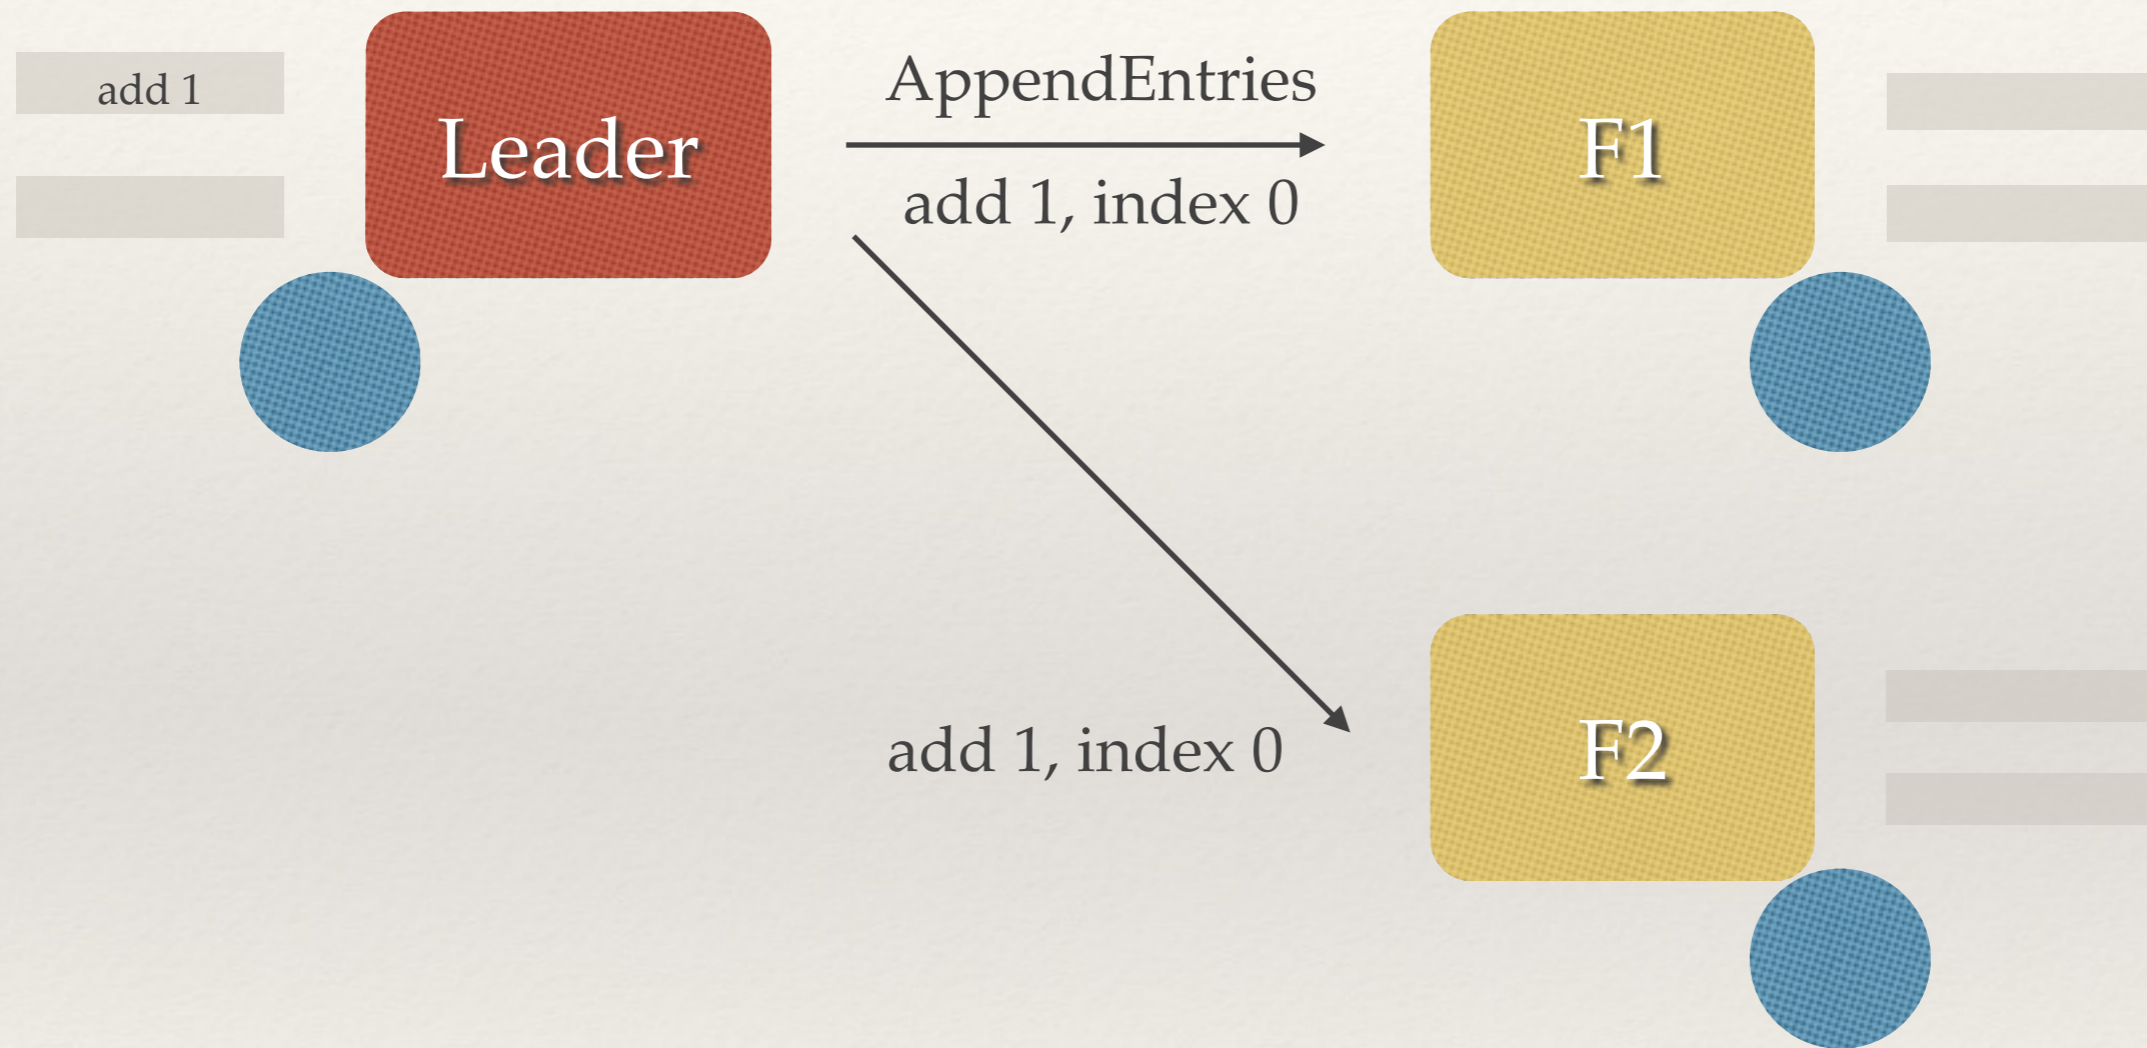 add 1
Leader
AppendEntries
add 1, index 0
F1
add 1, index 0
F2